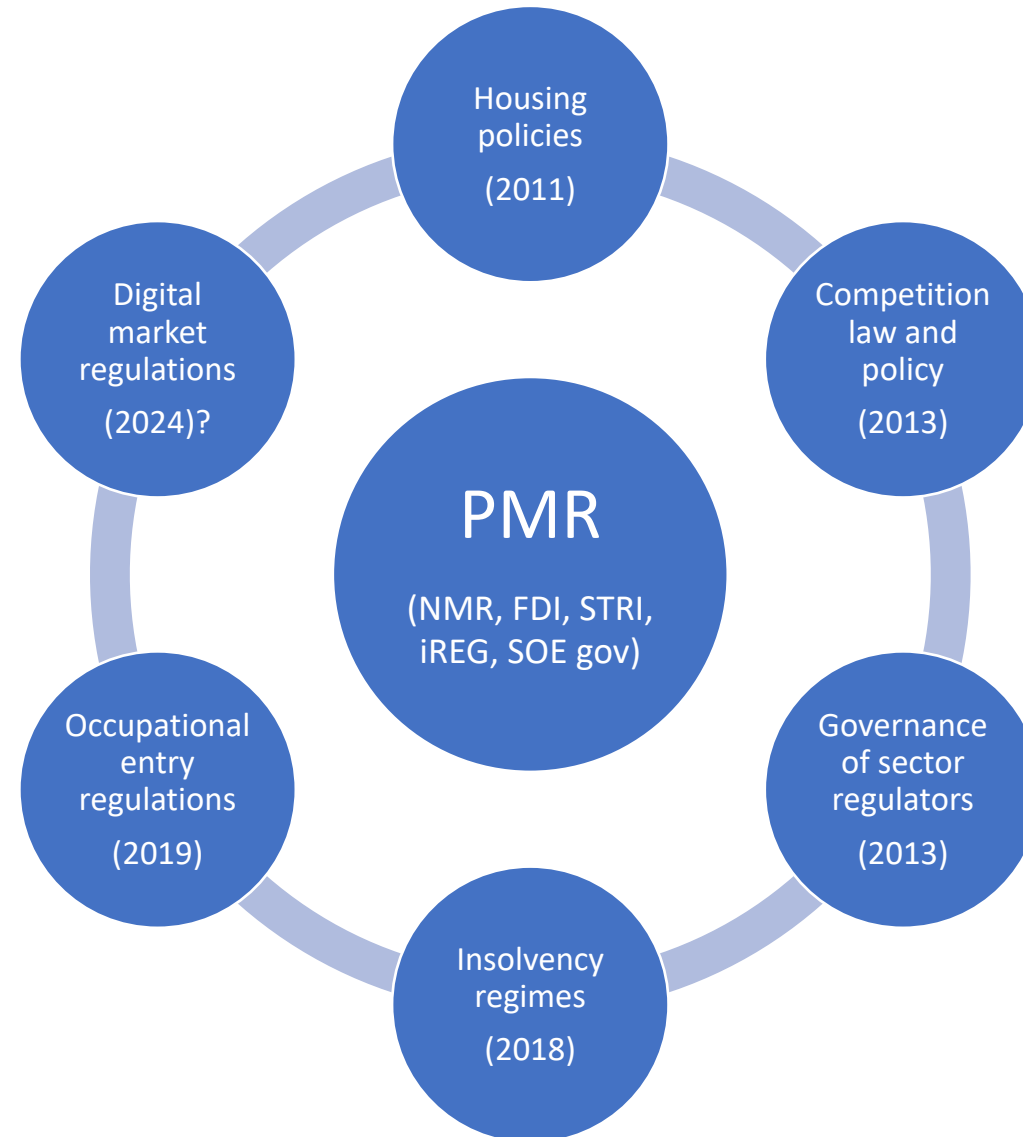 Housing
policies
(2011)
Digital
market
regulations
(2024)?
Competition
law and
policy
(2013)
PMR
(NMR, FDI, STRI,
iREG, SOE gov)
Occupational
entry
regulations
(2019)
Governance
of sector
regulators
(2013)
Insolvency
regimes
(2018)